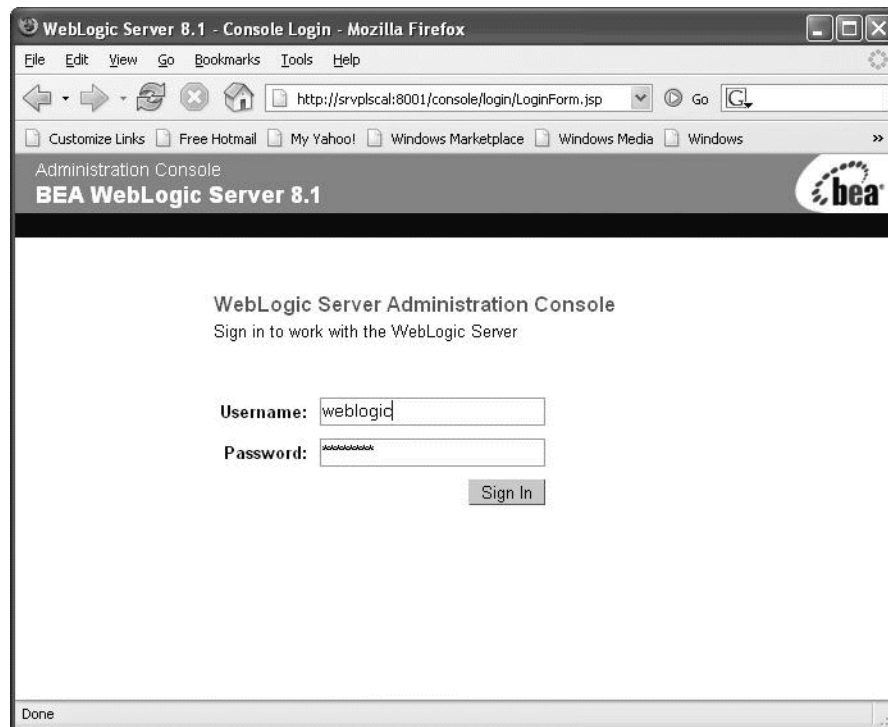 WebLogic Server 8.1 - Console Login - Mozilla Firefox
File Edit View Go Bookmarks Tools Help
http://srvplscal:8001/console/login/LoginForm.jsp Go G
Customize Links Free Hotmail My Yahoo! Windows Marketplace Windows Media Windows »
Administration Console
BEA WebLogic Server 8.1
bea
WebLogic Server Administration Console
Sign in to work with the WebLogic Server
Username: weblogic
Password: *********
Sign In
Done